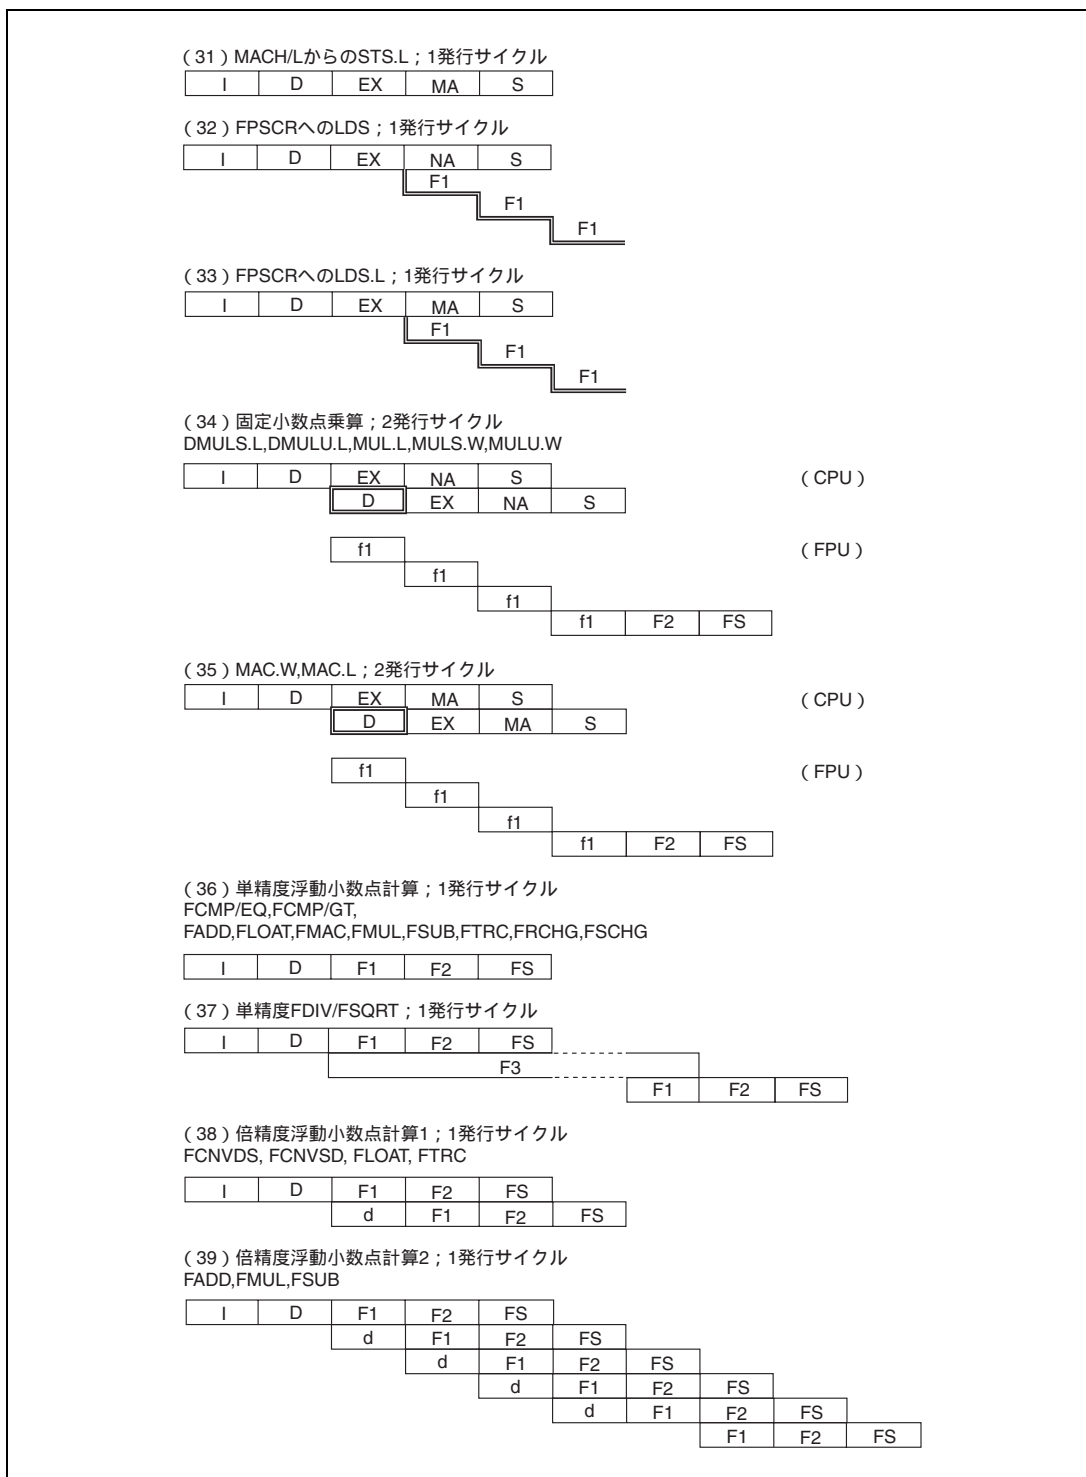 (31) MACH/LからのSTS.L ; 1発行サイクル
I D EX MA S
(32) FPSCRへのLDS ; 1発行サイクル
I D EX NA S
F1
F1
F1
(33) FPSCRへのLDS.L ; 1発行サイクル
I D EX MA S
F1
F1
F1
(34) 固定小数点乗算 ; 2発行サイクル
DMULS.L,DMULU.L,MUL.L,MULS.W,MULU.W
I D EX NA S (CPU)
D EX NA S
f1 (FPU)
f1
f1
f1 F2 FS
(35) MAC.W,MAC.L ; 2発行サイクル
I D EX MA S (CPU)
D EX MA S
f1 (FPU)
f1
f1
f1 F2 FS
(36) 単精度浮動小数点計算 ; 1発行サイクル
FCMP/EQ,FCMP/GT,
FADD,FLOAT,FMAC,FMUL,FSUB,FTRC,FRCHG,FSCHG
I D F1 F2 FS
(37) 単精度FDIV/FSQRT ; 1発行サイクル
I D F1 F2 FS
F3
F1 F2 FS
(38) 倍精度浮動小数点計算1 ; 1発行サイクル
FCNVDS, FCNVSD, FLOAT, FTRC
I D F1 F2 FS
d F1 F2 FS
(39) 倍精度浮動小数点計算2 ; 1発行サイクル
FADD,FMUL,FSUB
I D F1 F2 FS
d F1 F2 FS
d F1 F2 FS
d F1 F2 FS
d F1 F2 FS
F1 F2 FS